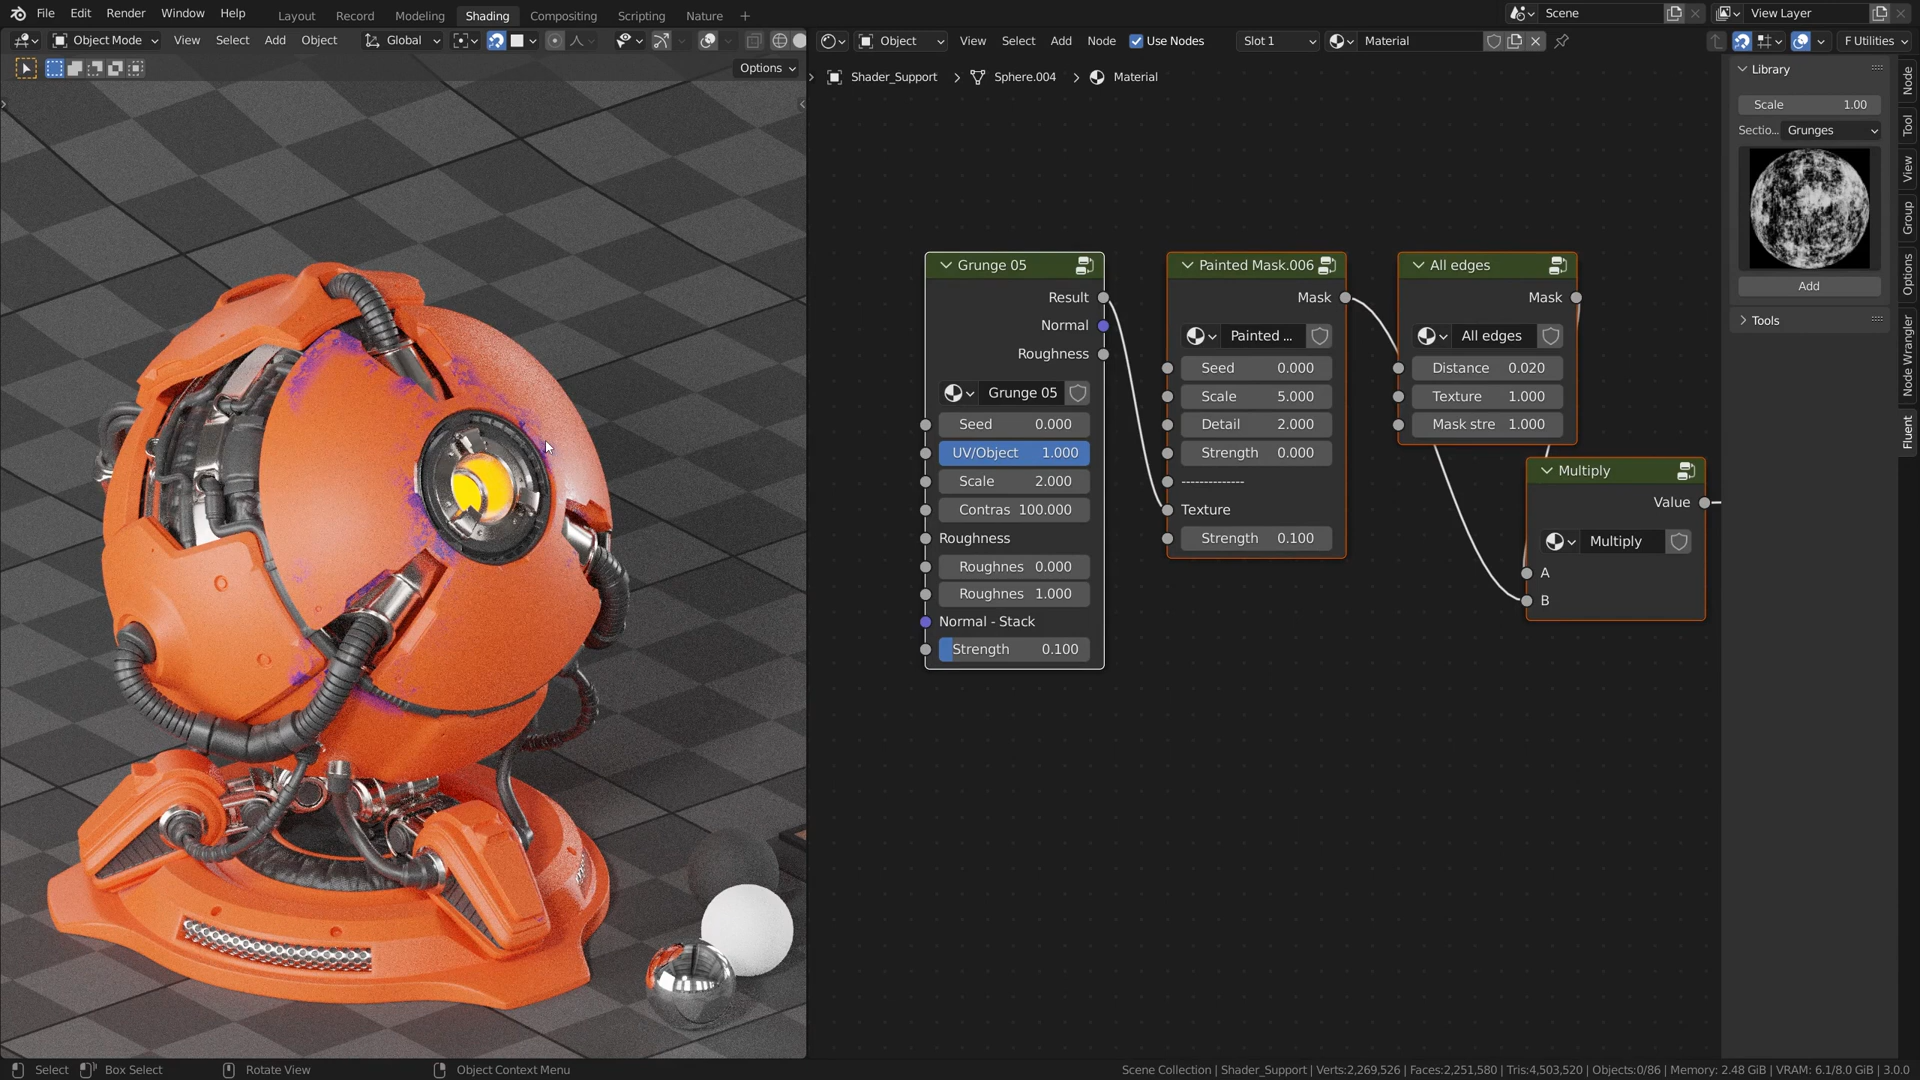 File Edit Render Window Help Layout Record Modeling Shading Compositing Scripting Nature + Scene View Layer
Object Mode View Select Add Object Global
Object View Select Add Node Use Nodes Slot 1 Material F Utilities
Options
Shader_Support > Sphere.004 > Material
Library
Scale 1.00
Sectio... Grunges
Add
Tools
Node
Tool
View
Group
Options
Node Wrangler
Fluent
Grunge 05
Result
Normal
Roughness
Grunge 05
Seed 0.000
UV/Object 1.000
Scale 2.000
Contras 100.000
Roughness
Roughnes 0.000
Roughnes 1.000
Normal - Stack
Strength 0.100
Painted Mask.006
Mask
Painted ...
Seed 0.000
Scale 5.000
Detail 2.000
Strength 0.000
--------------
Texture
Strength 0.100
All edges
Mask
All edges
Distance 0.020
Texture 1.000
Mask stre 1.000
Multiply
Value
Multiply
A
B
Select Box Select Rotate View Object Context Menu
Scene Collection | Shader_Support | Verts:2,269,526 | Faces:2,251,580 | Tris:4,503,520 | Objects:0/86 | Memory: 2.48 GiB | VRAM: 6.1/8.0 GiB | 3.0.0